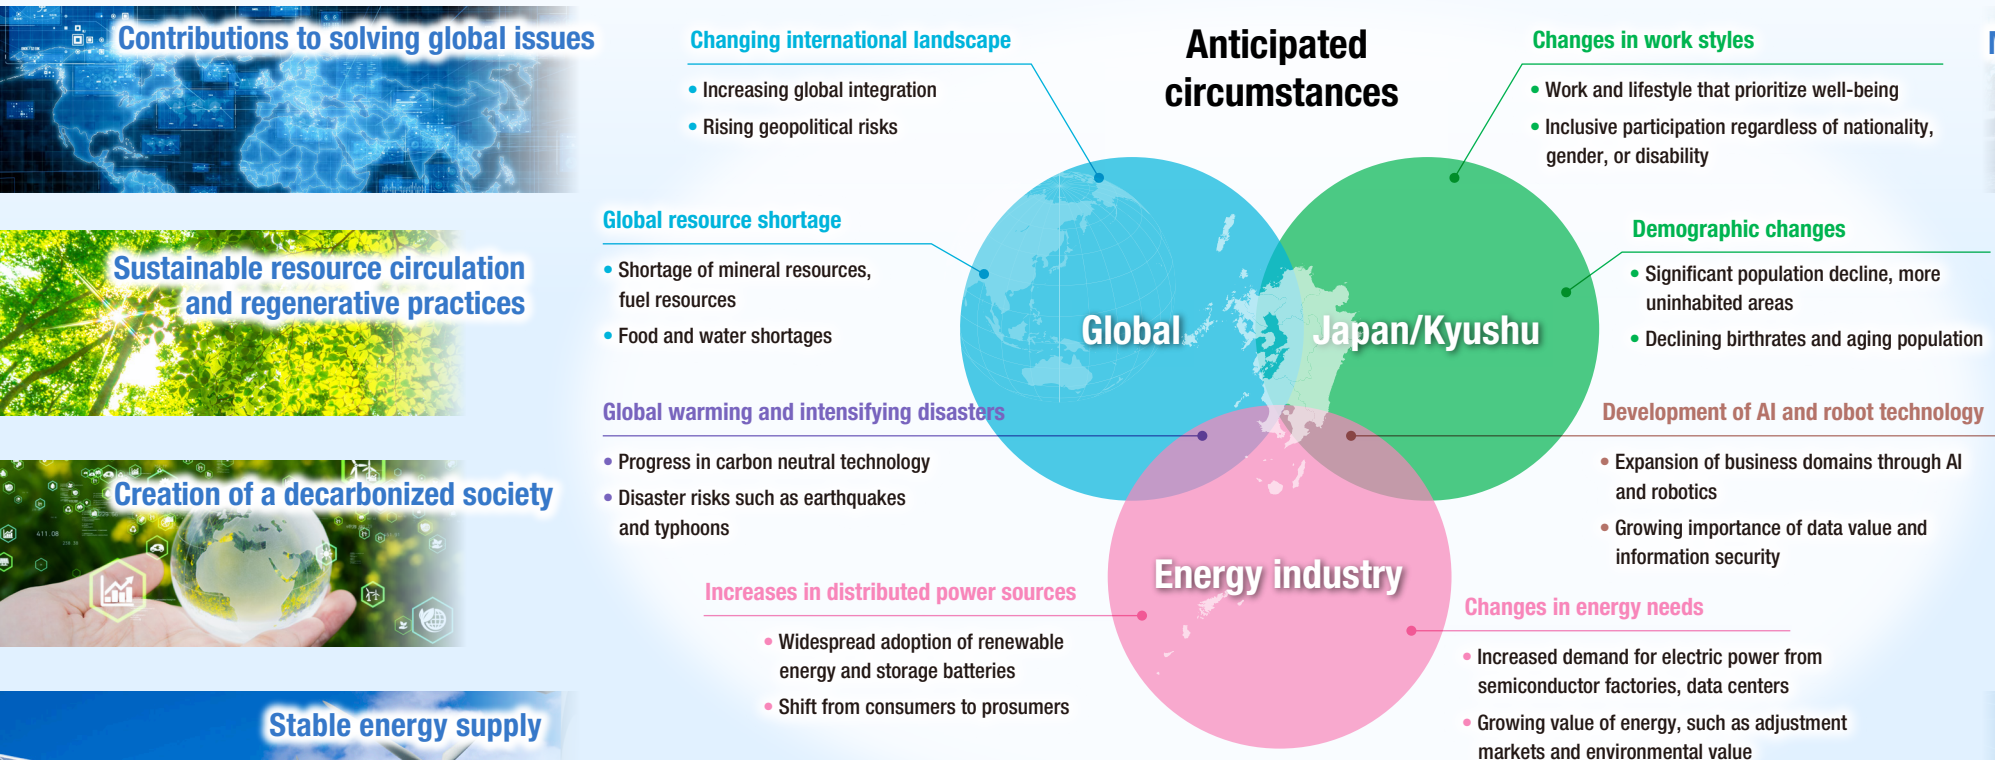 Contributions to solving global issues
Sustainable resource circulation
and regenerative practices
Creation of a decarbonized society
411.08
Stable energy supply
Anticipated
circumstances
Changing international landscape
• Increasing global integration
• Rising geopolitical risks
Global resource shortage
• Shortage of mineral resources,
fuel resources
• Food and water shortages
Global warming and intensifying disasters
• Progress in carbon neutral technology
• Disaster risks such as earthquakes
and typhoons
Increases in distributed power sources
• Widespread adoption of renewable
energy and storage batteries
• Shift from consumers to prosumers
Global
Japan/Kyushu
Energy industry
Changes in work styles
• Work and lifestyle that prioritize well-being
• Inclusive participation regardless of nationality,
gender, or disability
Demographic changes
• Significant population decline, more
uninhabited areas
• Declining birthrates and aging population
Development of AI and robot technology
• Expansion of business domains through AI
and robotics
• Growing importance of data value and
information security
Changes in energy needs
• Increased demand for electric power from
semiconductor factories, data centers
• Growing value of energy, such as adjustment
markets and environmental value